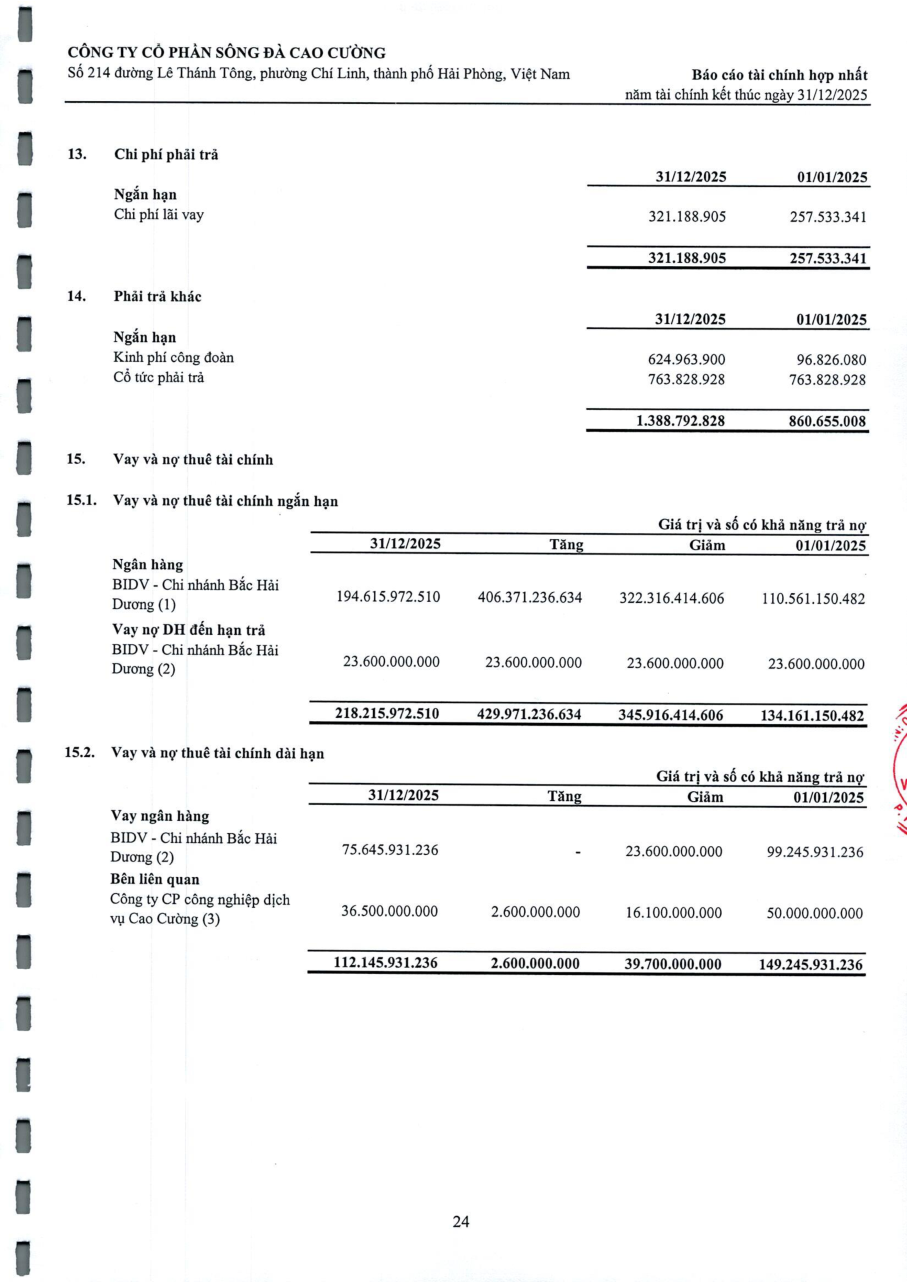 CÔNG TY CỔ PHẦN SÔNG ĐÀ CAO CƯỜNG
Số 214 đường Lê Thánh Tông, phường Chí Linh, thành phố Hải Phòng, Việt Nam
Báo cáo tài chính hợp nhất
năm tài chính kết thúc ngày 31/12/2025
13. Chi phí phải trả
31/12/2025 01/01/2025
Ngắn hạn
Chi phí lãi vay 321.188.905 257.533.341
321.188.905 257.533.341
14. Phải trả khác
31/12/2025 01/01/2025
Ngắn hạn
Kinh phí công đoàn 624.963.900 96.826.080
Cổ tức phải trả 763.828.928 763.828.928
1.388.792.828 860.655.008
15. Vay và nợ thuê tài chính
15.1. Vay và nợ thuê tài chính ngắn hạn
Giá trị và số có khả năng trả nợ
31/12/2025 Tăng Giảm 01/01/2025
Ngân hàng
BIDV - Chi nhánh Bắc Hải
Dương (1) 194.615.972.510 406.371.236.634 322.316.414.606 110.561.150.482
Vay nợ DH đến hạn trả
BIDV - Chi nhánh Bắc Hải
Dương (2) 23.600.000.000 23.600.000.000 23.600.000.000 23.600.000.000
218.215.972.510 429.971.236.634 345.916.414.606 134.161.150.482
15.2. Vay và nợ thuê tài chính dài hạn
Giá trị và số có khả năng trả nợ
31/12/2025 Tăng Giảm 01/01/2025
Vay ngân hàng
BIDV - Chi nhánh Bắc Hải
Dương (2) 75.645.931.236 - 23.600.000.000 99.245.931.236
Bên liên quan
Công ty CP công nghiệp dịch
vụ Cao Cường (3) 36.500.000.000 2.600.000.000 16.100.000.000 50.000.000.000
112.145.931.236 2.600.000.000 39.700.000.000 149.245.931.236
24